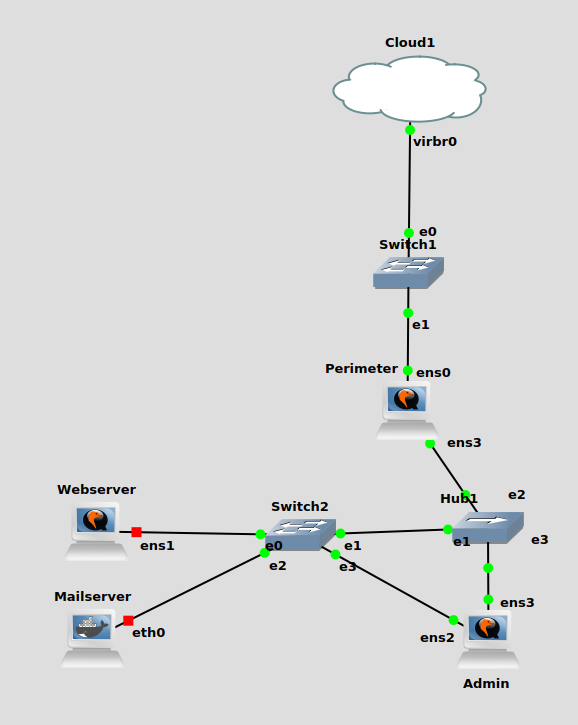 Cloud1
virbr0
e0
Switch1
e1
Perimeter
ens0
ens3
Hub1
e2
Webserver
Switch2
ens1
e0
e1
e1
e3
e2
e3
Mailserver
eth0
ens3
ens2
Admin